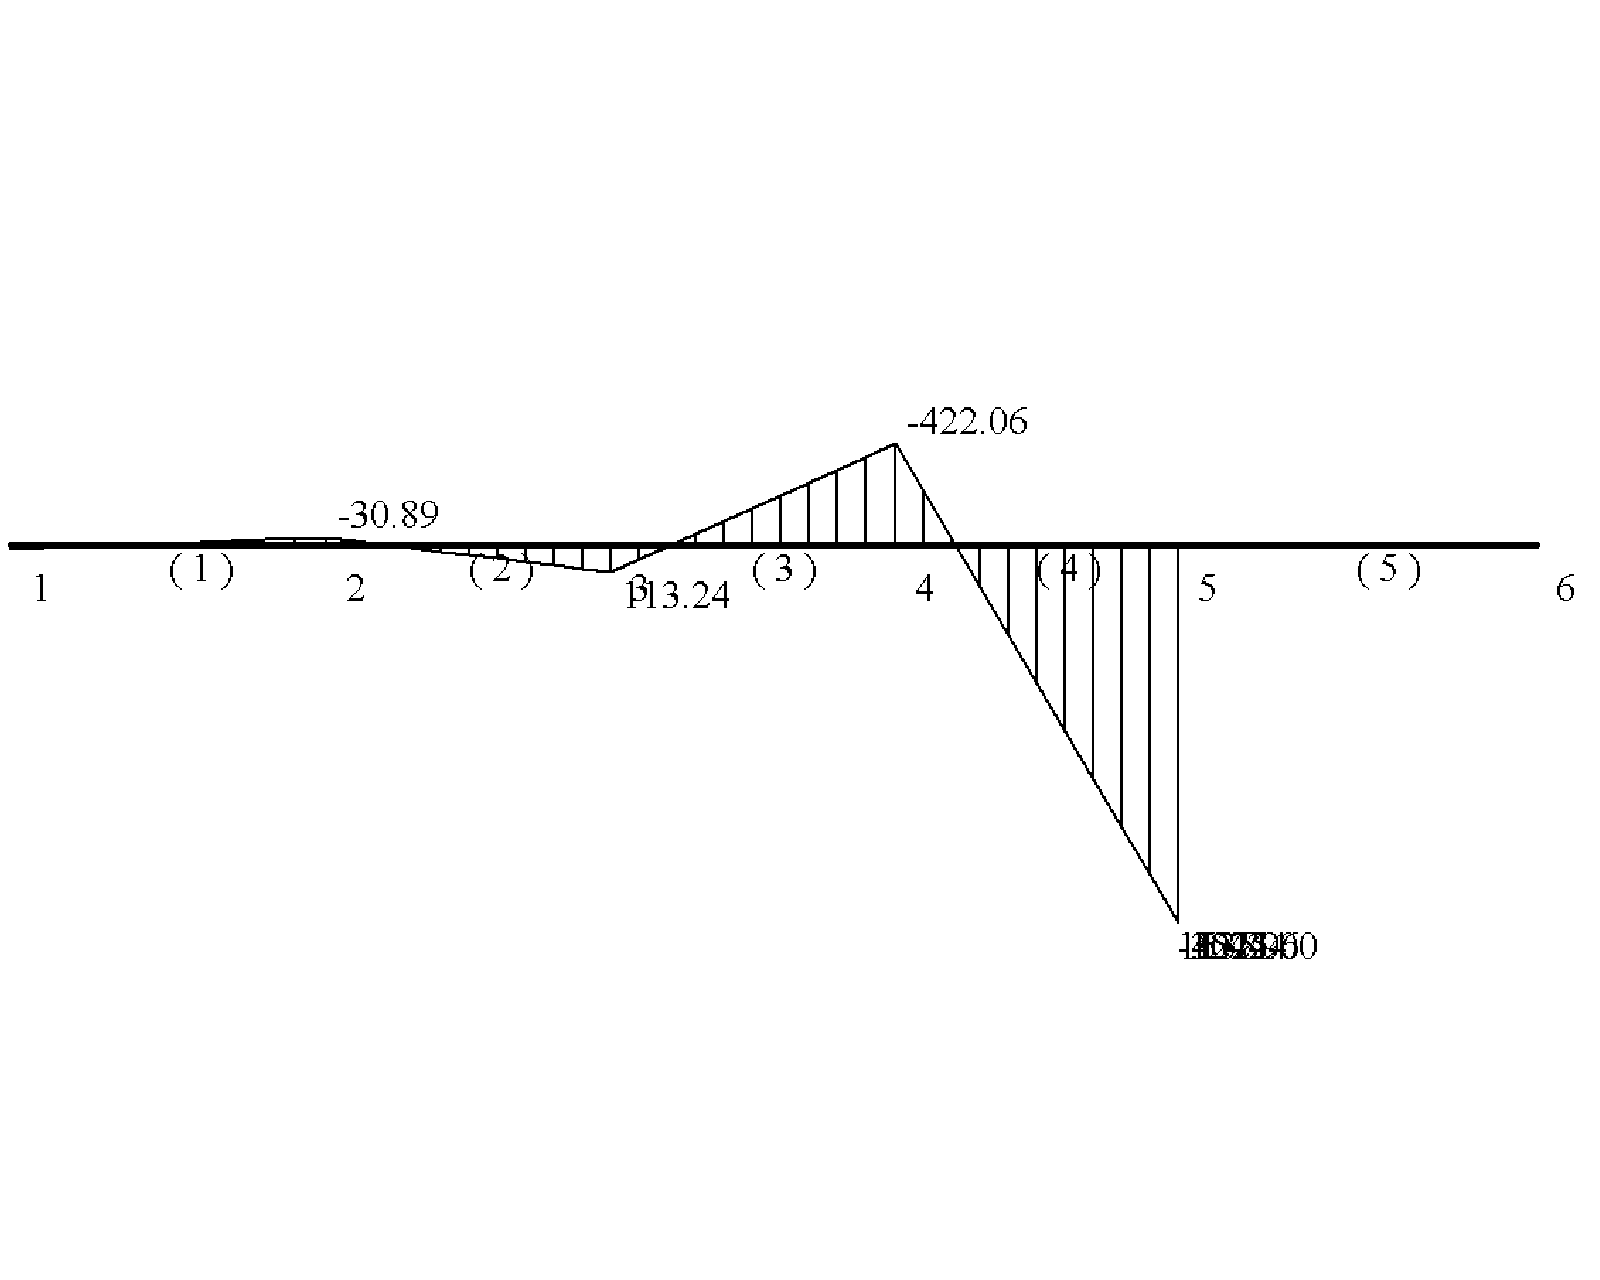 -422.06
-30.89
(1) (2) (3) (4) (5)
1 2 3 4 5 6
113.24